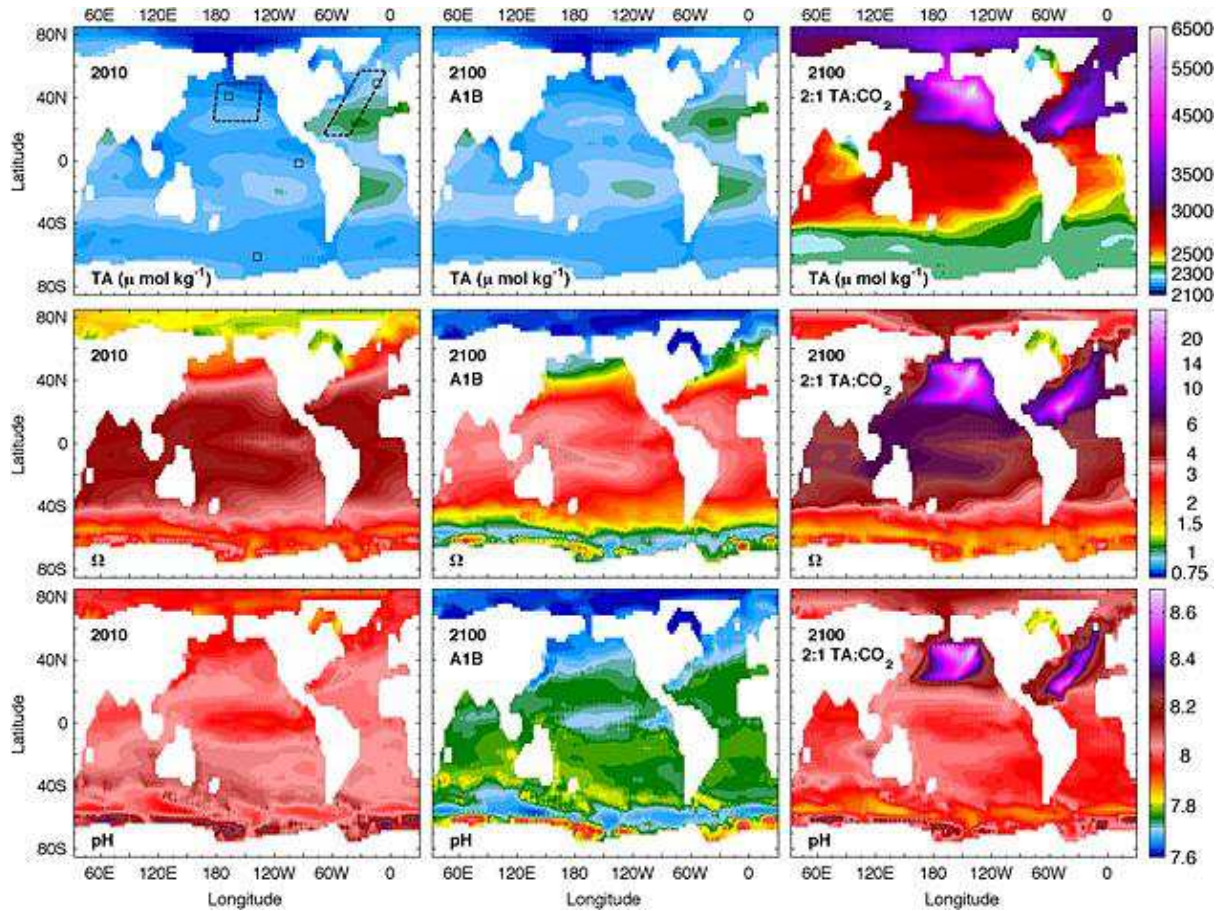 60E 120E 180 120W 60W 0 60E 120E 180 120W 60W 0 60E 120E 180 120W 60W 0
80N 2010 2100 A1B 2100 2:1 TA:CO2 6500
5500
40N 4500
Latitude 0 3500
3000
40S 2500
2300
80S TA (μ mol kg-1) TA (μ mol kg-1) TA (μ mol kg-1) 2100
80N 2010 2100 A1B 2100 2:1 TA:CO2 20
14
40N 10
6
Latitude 0 4
3
40S 2
1.5
1
80S Ω Ω Ω 0.75
80N 2010 2100 A1B 2100 2:1 TA:CO2 8.6
40N 8.4
Latitude 0 8.2
8
40S 7.8
80S pH pH pH 7.6
60E 120E 180 120W 60W 0 60E 120E 180 120W 60W 0 60E 120E 180 120W 60W 0
Longitude Longitude Longitude